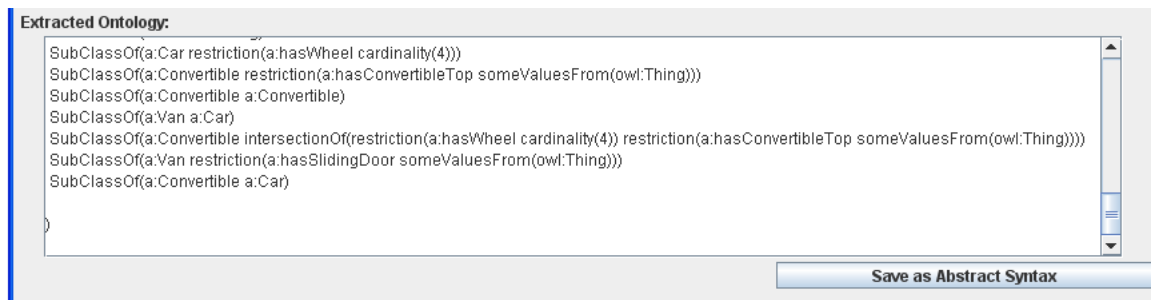 Extracted Ontology:
SubClassOf(a:Car restriction(a:hasWheel cardinality(4)))
SubClassOf(a:Convertible restriction(a:hasConvertibleTop someValuesFrom(owl:Thing)))
SubClassOf(a:Convertible a:Convertible)
SubClassOf(a:Van a:Car)
SubClassOf(a:Convertible intersectionOf(restriction(a:hasWheel cardinality(4)) restriction(a:hasConvertibleTop someValuesFrom(owl:Thing))))
SubClassOf(a:Van restriction(a:hasSlidingDoor someValuesFrom(owl:Thing)))
SubClassOf(a:Convertible a:Car)
)
Save as Abstract Syntax